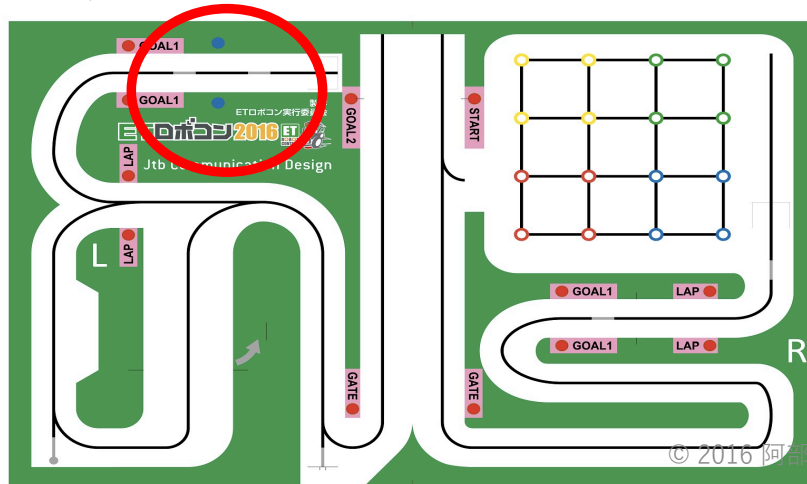 GOAL1
GOAL1
ETロボコン実行委員会
ETロボコン2016 ET
Jtb Communication Design
LAP
LAP
L
GOAL2
START
GATE
GATE
GOAL1
LAP
GOAL1
LAP
R
© 2016 阿部